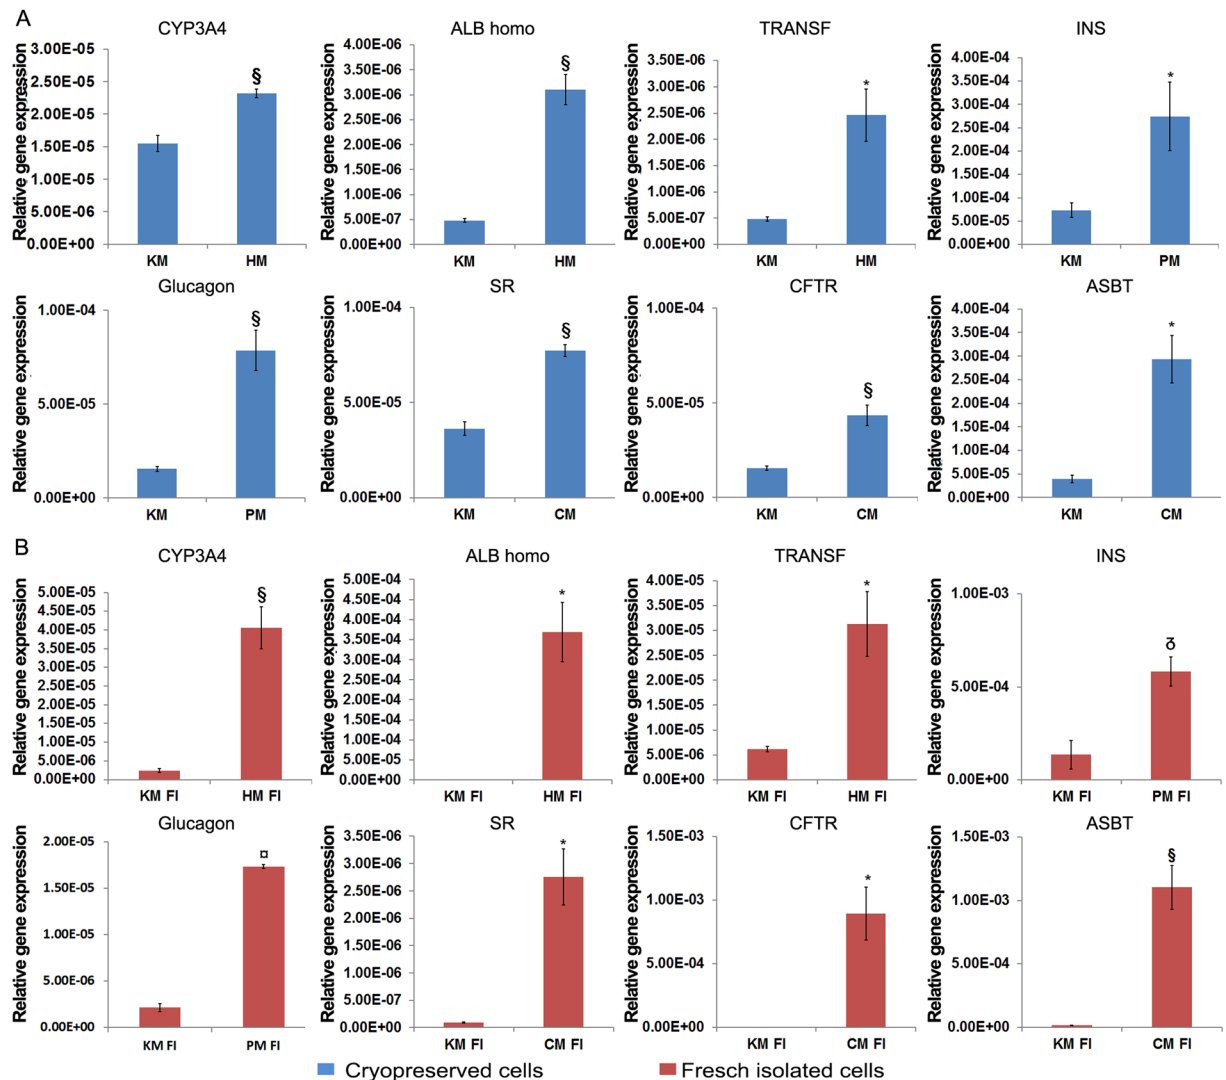 A
CYP3A4
ALB homo
TRANSF
INS
Relative gene expression
3.00E-05
2.50E-05
2.00E-05
1.50E-05
1.00E-05
5.00E-06
0.00E+00
§
KM
HM
Relative gene expression
4.00E-06
3.50E-06
3.00E-06
2.50E-06
2.00E-06
1.50E-06
1.00E-06
5.00E-07
0.00E+00
§
KM
HM
Relative gene expression
3.50E-06
3.00E-06
2.50E-06
2.00E-06
1.50E-06
1.00E-06
5.00E-07
0.00E+00
*
KM
HM
Relative gene expression
4.00E-04
3.50E-04
3.00E-04
2.50E-04
2.00E-04
1.50E-04
1.00E-04
5.00E-05
0.00E+00
*
KM
PM
Glucagon
SR
CFTR
ASBT
Relative gene expression
1.00E-04
5.00E-05
0.00E+00
§
KM
PM
Relative gene expression
1.00E-04
5.00E-05
0.00E+00
§
KM
CM
Relative gene expression
1.00E-04
5.00E-05
0.00E+00
§
KM
CM
Relative gene expression
4.00E-04
3.50E-04
3.00E-04
2.50E-04
2.00E-04
1.50E-04
1.00E-04
5.00E-05
0.00E+00
*
KM
CM
B
CYP3A4
ALB homo
TRANSF
INS
Relative gene expression
5.00E-05
4.50E-05
4.00E-05
3.50E-05
3.00E-05
2.50E-05
2.00E-05
1.50E-05
1.00E-05
5.00E-06
0.00E+00
§
KM FI
HM FI
Relative gene expression
5.00E-04
4.50E-04
4.00E-04
3.50E-04
3.00E-04
2.50E-04
2.00E-04
1.50E-04
1.00E-04
5.00E-05
0.00E+00
*
KM FI
HM FI
Relative gene expression
4.00E-05
3.50E-05
3.00E-05
2.50E-05
2.00E-05
1.50E-05
1.00E-05
5.00E-06
0.00E+00
*
KM FI
HM FI
Relative gene expression
1.00E-03
5.00E-04
0.00E+00
KM FI
PM FI
Glucagon
SR
CFTR
ASBT
Relative gene expression
2.00E-05
1.50E-05
1.00E-05
5.00E-06
0.00E+00
¤
KM FI
PM FI
Relative gene expression
3.50E-06
3.00E-06
2.50E-06
2.00E-06
1.50E-06
1.00E-06
5.00E-07
0.00E+00
*
KM FI
CM FI
Relative gene expression
1.50E-03
1.00E-03
5.00E-04
0.00E+00
*
KM FI
CM FI
Relative gene expression
1.50E-03
1.00E-03
5.00E-04
0.00E+00
§
KM FI
CM FI
Cryopreserved cells
Fresch isolated cells